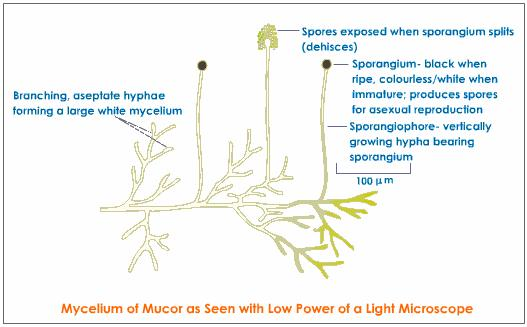 Spores exposed when sporangium splits
(dehisces)
Sporangium- black when
ripe, colourless/white when
immature; produces spores
for asexual reproduction
Branching, aseptate hyphae
forming a large white mycelium
Sporangiophore- vertically
growing hypha bearing
sporangium
100 μm
Mycelium of Mucor as Seen with Low Power of a Light Microscope